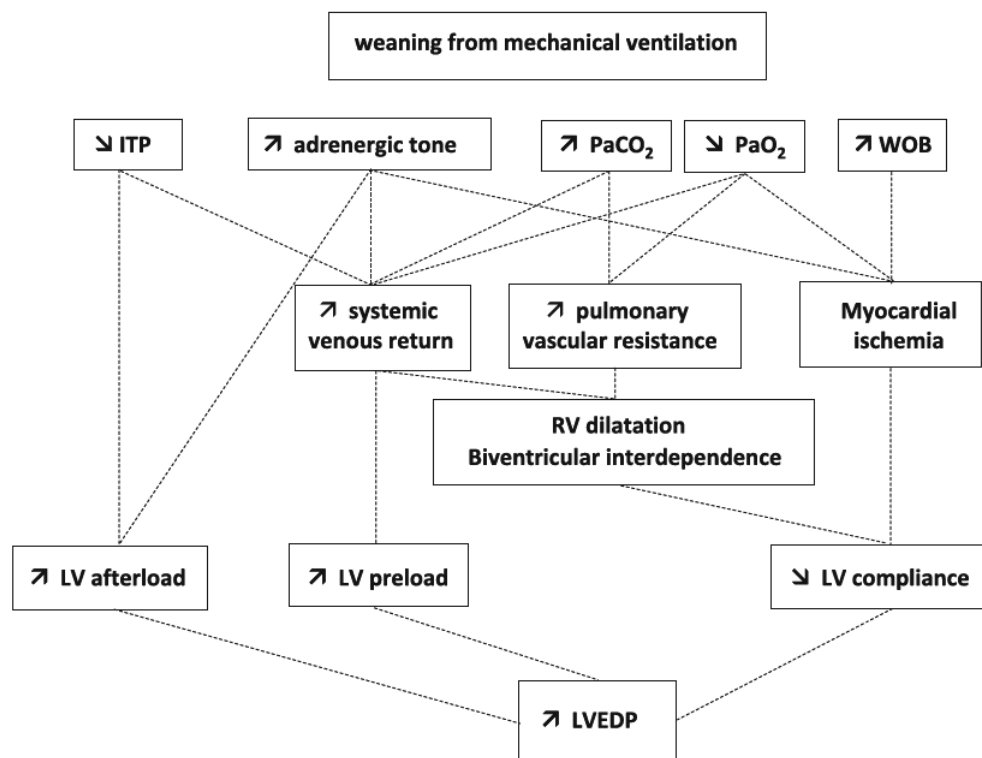 weaning from mechanical ventilation
↘ ITP
↗ adrenergic tone
↗ PaCO₂
↘ PaO₂
↗ WOB
↗ systemic
venous return
↗ pulmonary
vascular resistance
Myocardial
ischemia
RV dilatation
Biventricular interdependence
↗ LV afterload
↗ LV preload
↘ LV compliance
↗ LVEDP